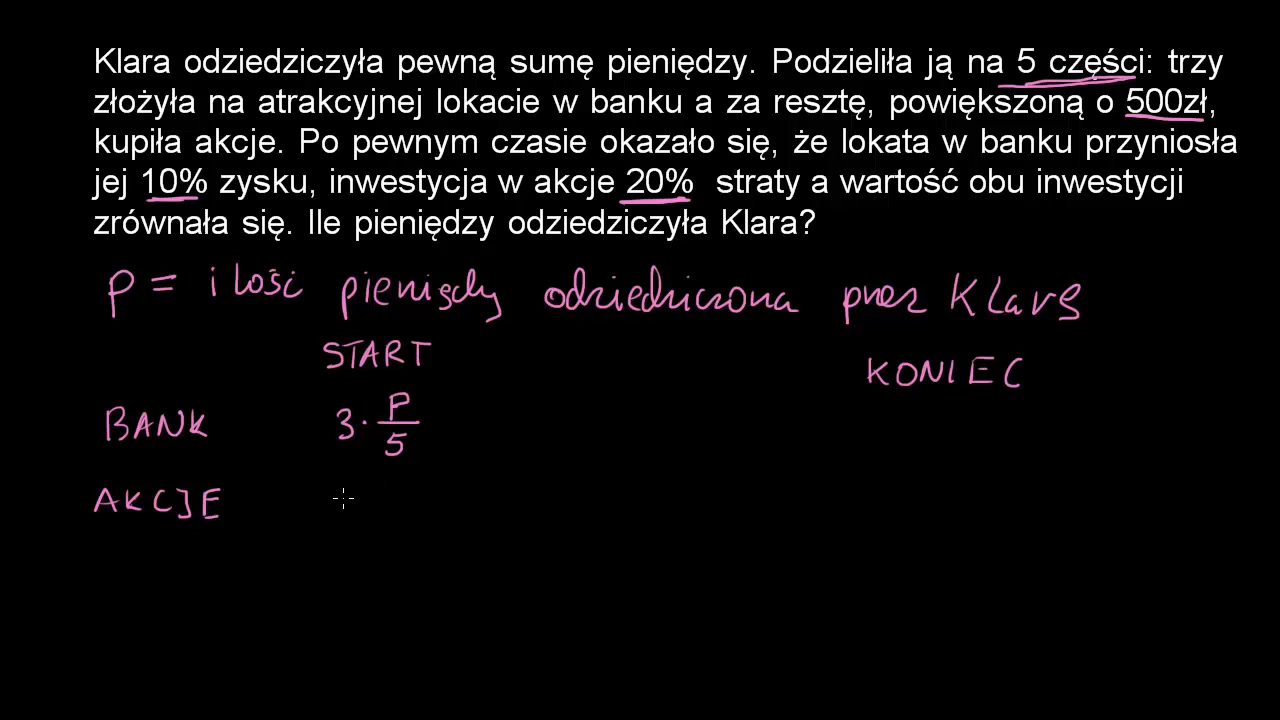 Klara odziedziczyła pewną sumę pieniędzy. Podzieliła ją na 5 części: trzy
złożyła na atrakcyjnej lokacie w banku a za resztę, powiększoną o 500zł,
kupiła akcje. Po pewnym czasie okazało się, że lokata w banku przyniosła
jej 10% zysku, inwestycja w akcje 20% straty a wartość obu inwestycji
zrównała się. Ile pieniędzy odziedziczyła Klara?
p = ilość pieniędzy odziedziczona przez Klarę
START
KONIEC
BANK 3 · P/5
AKCJE